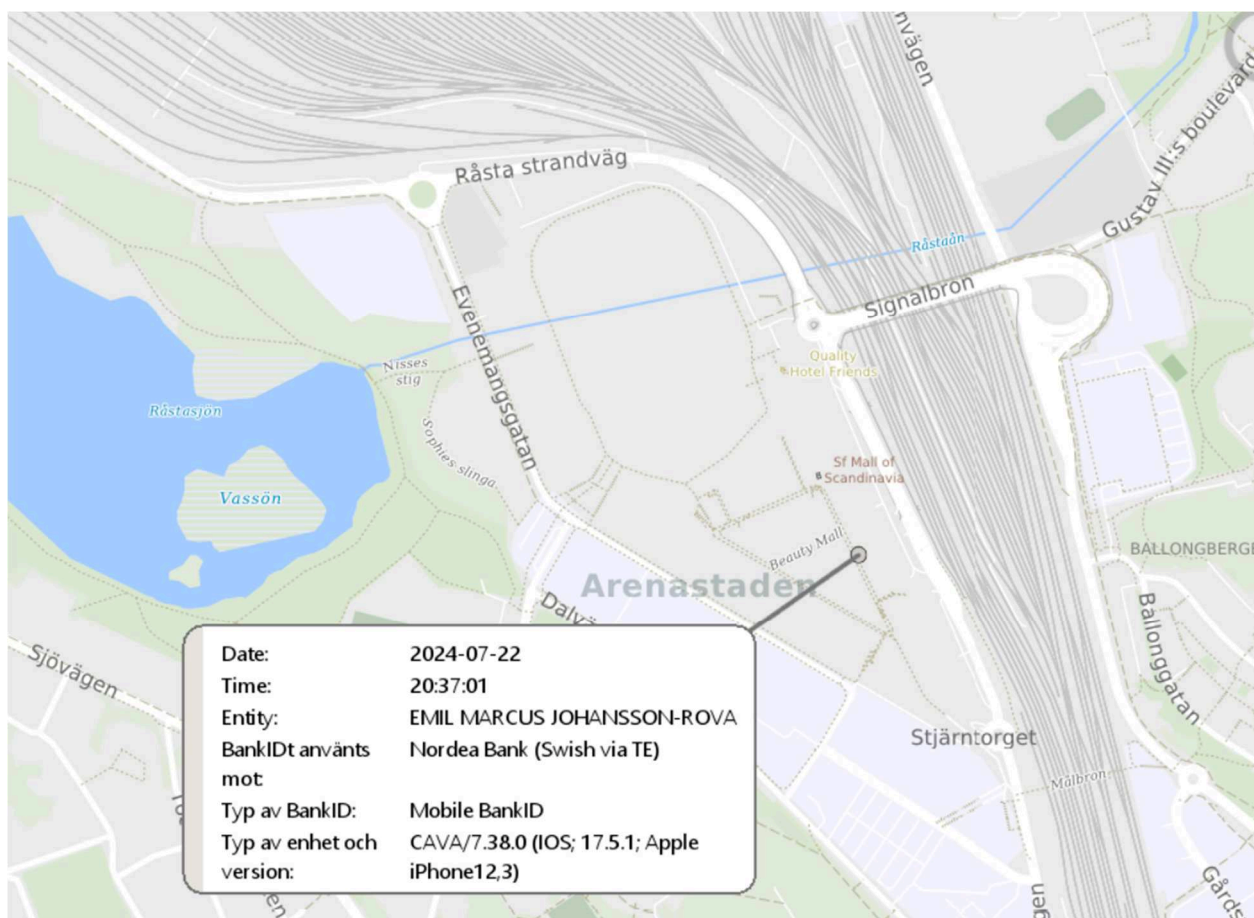 Råsta strandväg
Gustav III:s boulevard
Råstaån
Signalbron
Evenemangsgatan
Nisses
stig
Quality
Hotel Friends
Råstasjön
Sophies slinga
Sf Mall of
Scandinavia
Vassön
Beauty Mall
BALLONGBERGE
Arenastaden
Ballonggatan
Sjövägen
Stjärntorget
Målbron
Date: 2024-07-22
Time: 20:37:01
Entity: EMIL MARCUS JOHANSSON-ROVA
BankIDt använts Nordea Bank (Swish via TE)
mot:
Typ av BankID: Mobile BankID
Typ av enhet och CAVA/7.38.0 (IOS; 17.5.1; Apple
version: iPhone12,3)